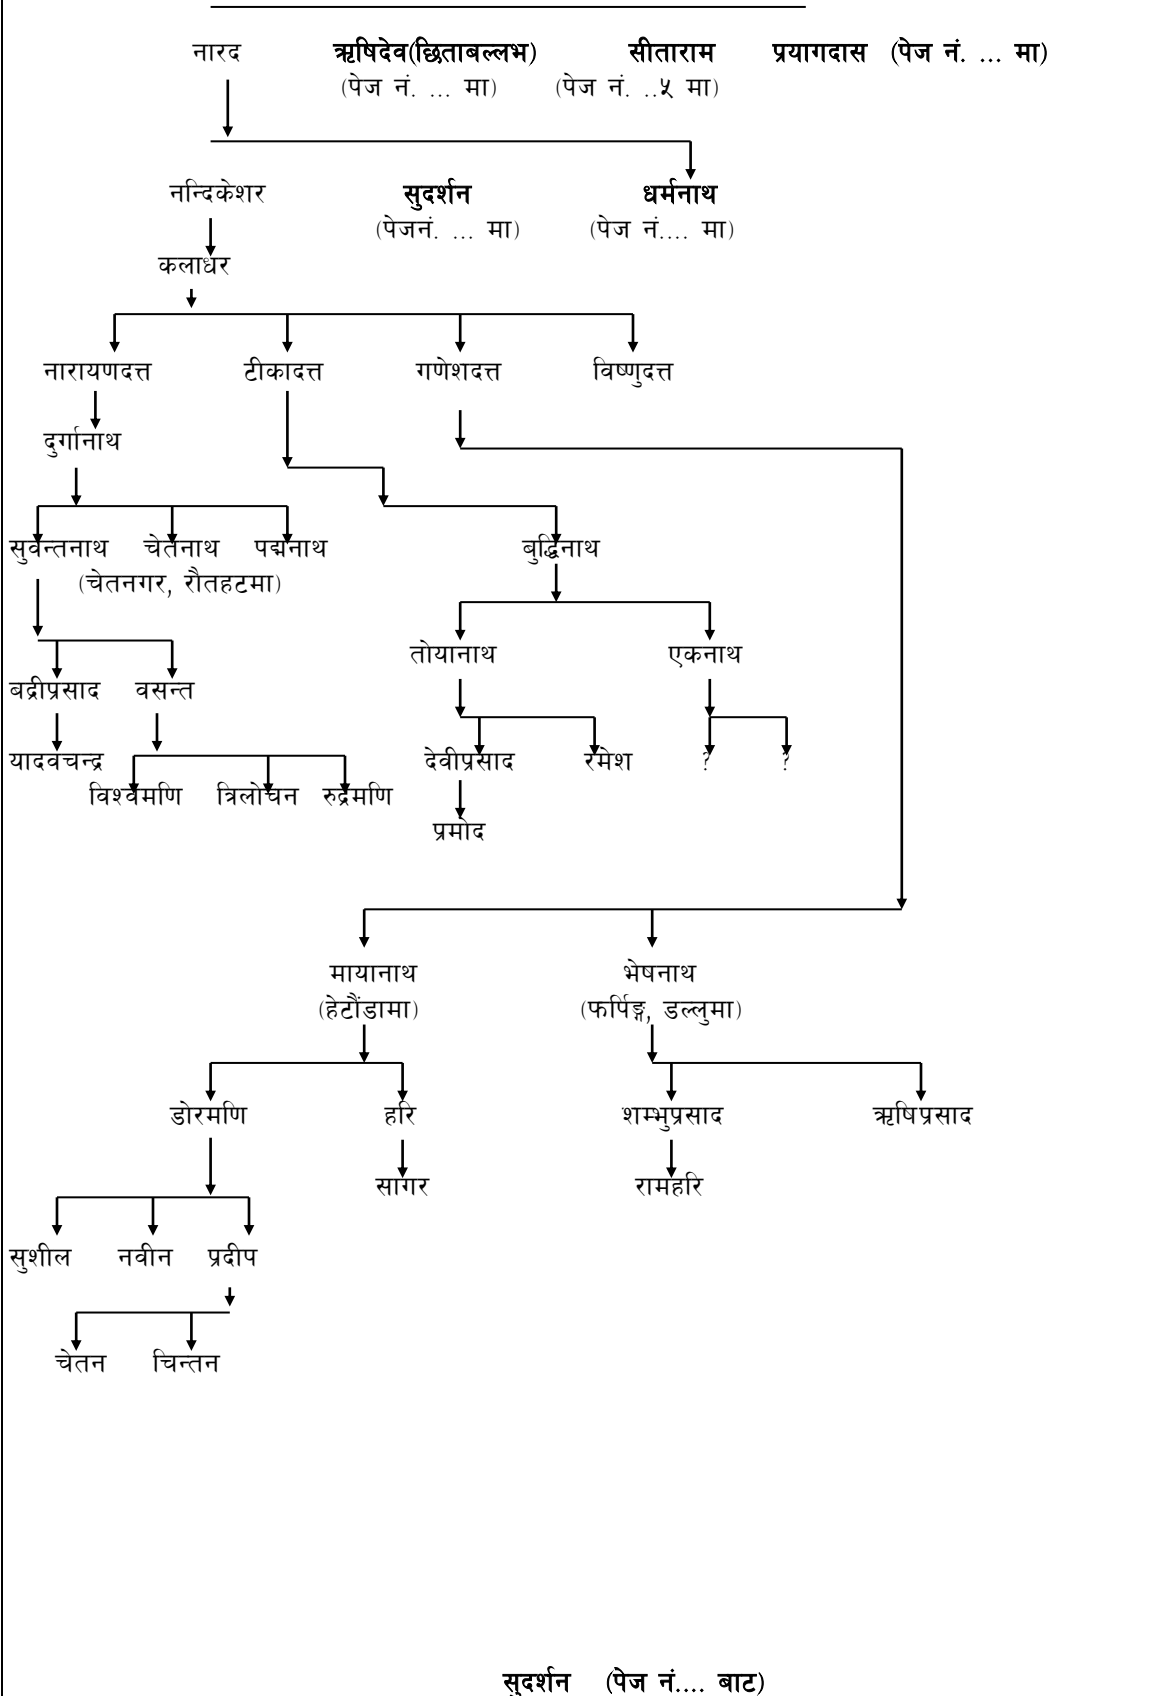 नारद ऋषिदेव(छिताबल्लभ) सीताराम प्रयागदास (पेज नं. ... मा)
(पेज नं. ... मा) (पेज नं. ..५ मा)
नन्दिकेशर सुदर्शन धर्मनाथ
(पेजनं. ... मा) (पेज नं.... मा)
कलाधर
नारायणदत्त टीकादत्त गणेशदत्त विष्णुदत्त
दुर्गानाथ
सुवन्तनाथ चेतनाथ पद्मनाथ बुद्धिनाथ
(चेतनगर, रौतहटमा)
तोयानाथ एकनाथ
बद्रीप्रसाद वसन्त
यादवचन्द्र देवीप्रसाद रमेश ? ?
विश्वमणि त्रिलोचन रुद्रमणि
प्रमोद
मायानाथ भेषनाथ
(हेटौंडामा) (फर्पिङ्ग, डल्लुमा)
डोरमणि हरि शम्भुप्रसाद ऋषिप्रसाद
सागर रामहरि
सुशील नवीन प्रदीप
चेतन चिन्तन
सुदर्शन (पेज नं.... बाट)